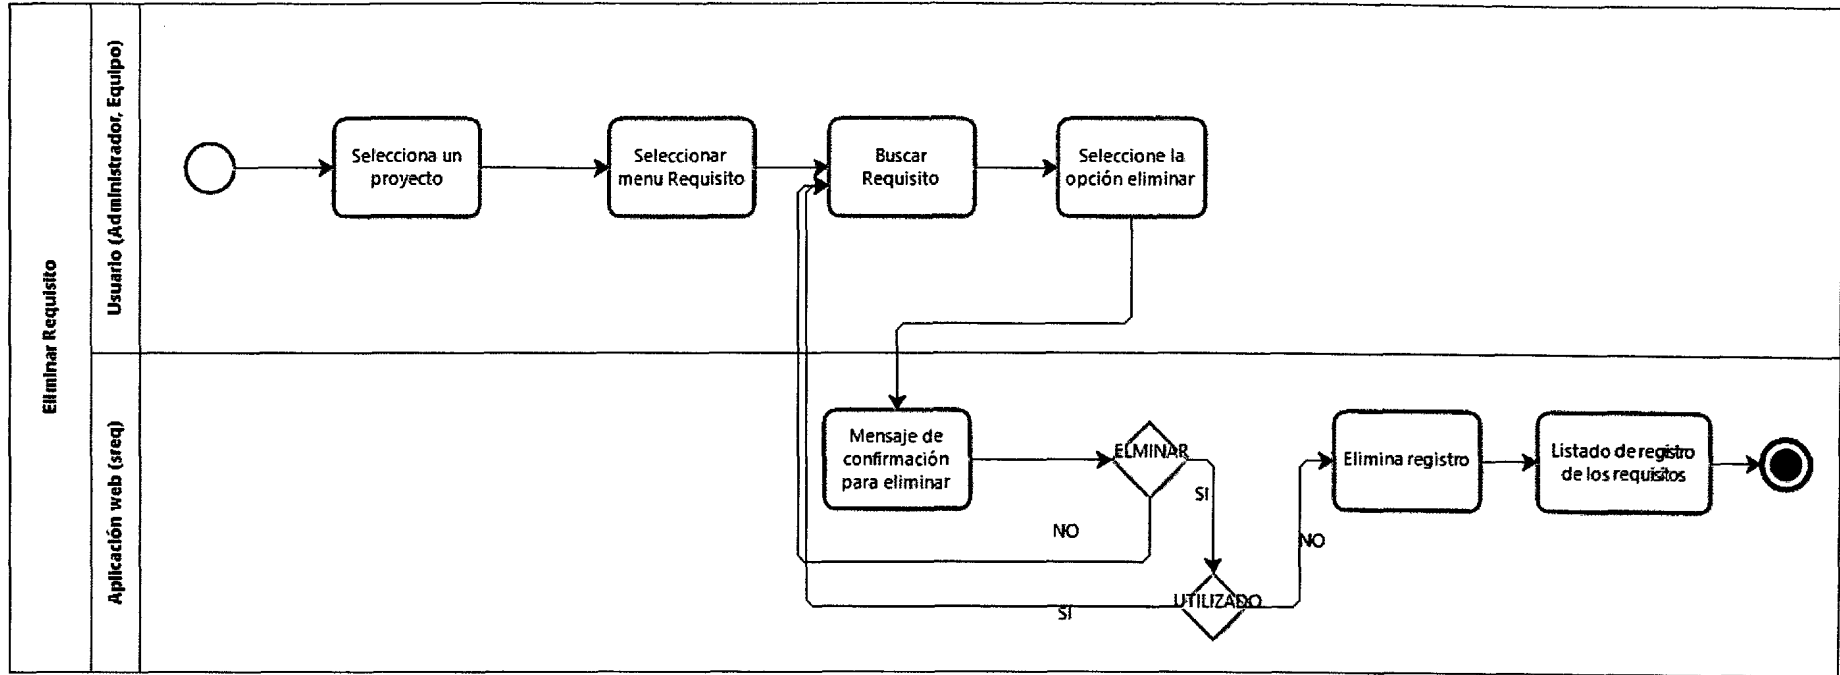 Eliminar Requisito
Usuario (Administrador, Equipo)
Selecciona un
proyecto
Seleccionar
menu Requisito
Buscar
Requisito
Seleccione la
opción eliminar
Aplicación web (sreq)
Mensaje de
confirmación
para eliminar
ELMINAR
SI
NO
UTILIZADO
SI
NO
Elimina registro
Listado de registro
de los requisitos